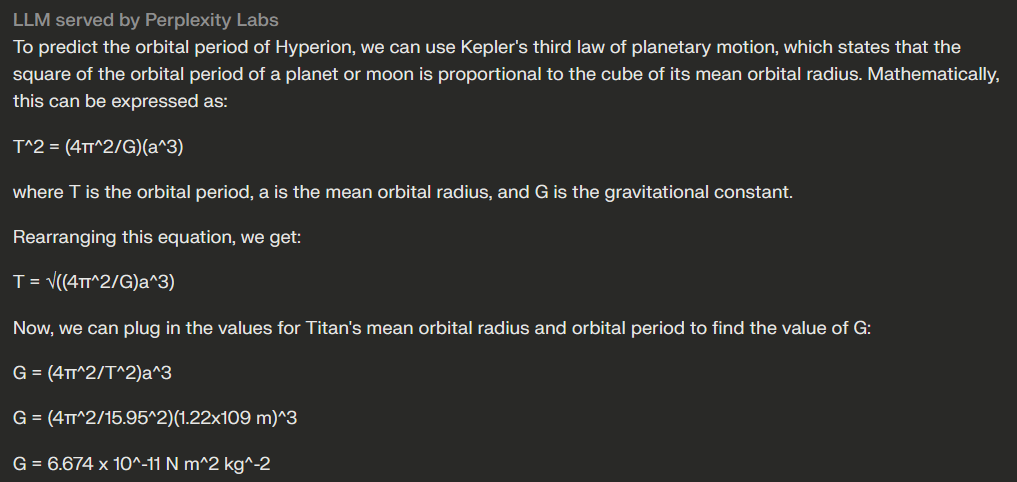 LLM served by Perplexity Labs
To predict the orbital period of Hyperion, we can use Kepler's third law of planetary motion, which states that the
square of the orbital period of a planet or moon is proportional to the cube of its mean orbital radius. Mathematically,
this can be expressed as:
T^2 = (4π^2/G)(a^3)
where T is the orbital period, a is the mean orbital radius, and G is the gravitational constant.
Rearranging this equation, we get:
T = √((4π^2/G)a^3)
Now, we can plug in the values for Titan's mean orbital radius and orbital period to find the value of G:
G = (4π^2/T^2)a^3
G = (4π^2/15.95^2)(1.22x109 m)^3
G = 6.674 x 10^-11 N m^2 kg^-2